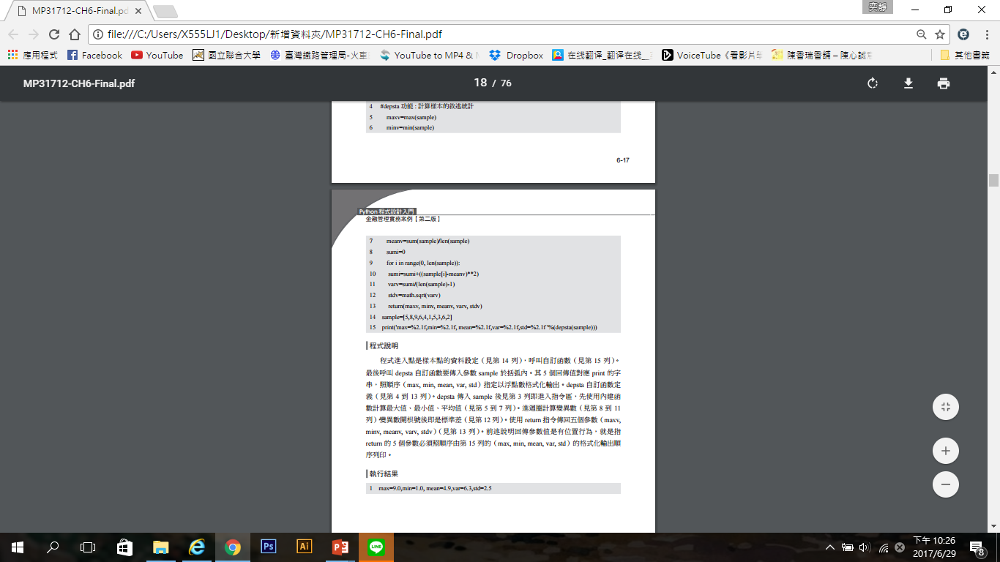 MP31712-CH6-Final.pd
奕靜
file:///C:/Users/X555LJ1/Desktop/新增資料夾/MP31712-CH6-Final.pdf
應用程式 Facebook YouTube 國立聯合大學 臺灣鐵路管理局-火車 YouTube to MP4 & Dropbox 在线翻译_翻译在线__ VoiceTube《看影片學 陳香瑞香舖 – 陳心誠 其他書籤
MP31712-CH6-Final.pdf 18 / 76
4 #depsta 功能 : 計算樣本的敘述統計
5 maxv=max(sample)
6 minv=min(sample)
6-17
Python 程式設計入門
金融管理實務案例【第二版】
7 meanv=sum(sample)/len(sample)
8 sumi=0
9 for i in range(0, len(sample)):
10 sumi=sumi+((sample[i]-meanv)**2)
11 varv=sumi/(len(sample)-1)
12 stdv=math.sqrt(varv)
13 return(maxv, minv, meanv, varv, stdv)
14 sample=[5,8,9,6,4,1,5,3,6,2]
15 print("max=%2.1f,min=%2.1f, mean=%2.1f,var=%2.1f,std=%2.1f "%(depsta(sample)))
程式說明
程式進入點是樣本點的資料設定（見第 14 列），呼叫自訂函數（見第 15 列）。
最後呼叫 depsta 自訂函數要傳入參數 sample 於括弧內。其 5 個回傳值對應 print 的字
串，照順序（max, min, mean, var, std）指定以浮點數格式化輸出。depsta 自訂函數定
義（見第 4 到 13 列）。depsta 傳入 sample 後見第 3 列即進入指令區，先使用內建函
數計算最大值、最小值、平均值（見第 5 到 7 列）。進迴圈計算變異數（見第 8 到 11
列）變異數開根號後即是標準差（見第 12 列）。使用 return 指令傳回五個參數（maxv,
minv, meanv, varv, stdv）（見第 13 列）。前述說明回傳參數值是有位置行為，就是指
return 的 5 個參數必須照順序由第 15 列的（max, min, mean, var, std）的格式化輸出順
序列印。
執行結果
1 max=9.0,min=1.0, mean=4.9,var=6.3,std=2.5
Ps Ai LINE
下午 10:26
2017/6/29
8